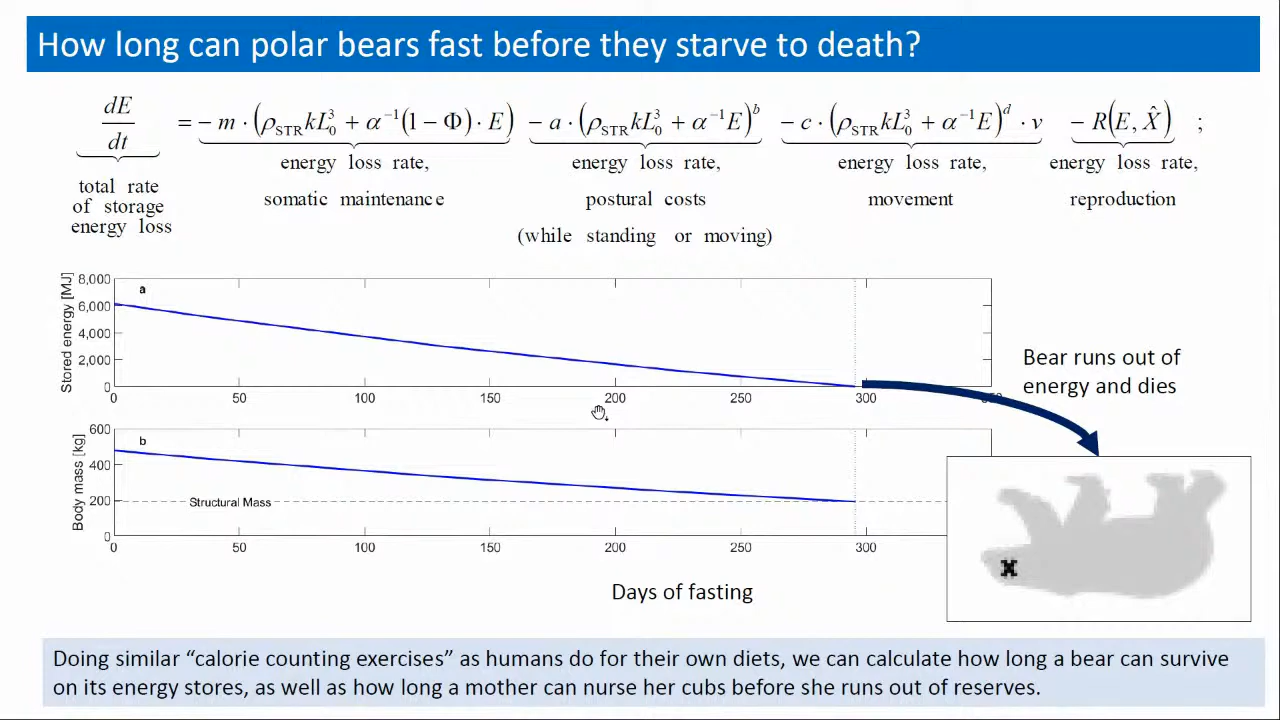 How long can polar bears fast before they starve to death?
dE/dt = −m · (ρ_STR kL₀³ + α⁻¹(1 − Φ) · E) −a · (ρ_STR kL₀³ + α⁻¹E)ᵇ −c · (ρ_STR kL₀³ + α⁻¹E)ᵈ · v −R(E, X̂) ;
total rate of storage energy loss
energy loss rate, somatic maintenance
energy loss rate, postural costs (while standing or moving)
energy loss rate, movement
energy loss rate, reproduction
Stored energy [MJ]
8,000
6,000
4,000
2,000
0
a
0 50 100 150 200 250 300 350
Bear runs out of
energy and dies
Body mass [kg]
600
400
200
0
b
Structural Mass
0 50 100 150 200 250 300
x
Days of fasting
Doing similar “calorie counting exercises” as humans do for their own diets, we can calculate how long a bear can survive
on its energy stores, as well as how long a mother can nurse her cubs before she runs out of reserves.